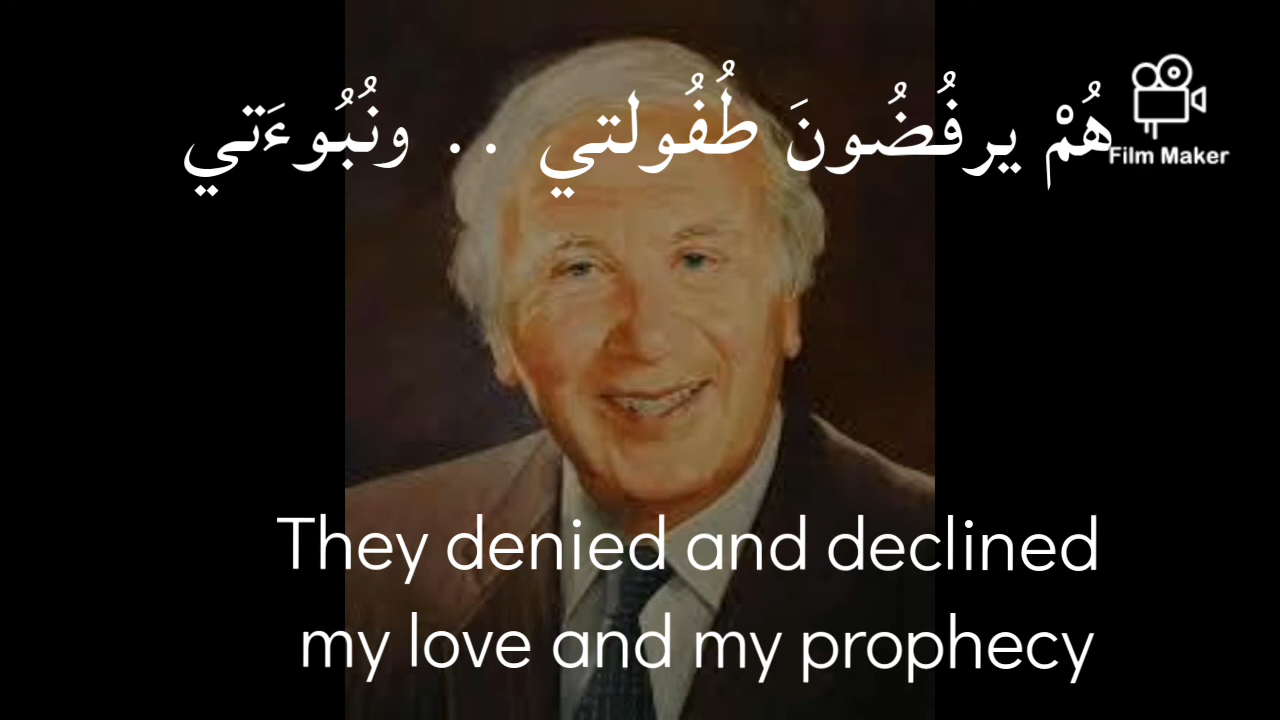 هُمْ يرفُضُونَ طُفُولتي .. ونُبُوءَتي
Film Maker
They denied and declined
my love and my prophecy